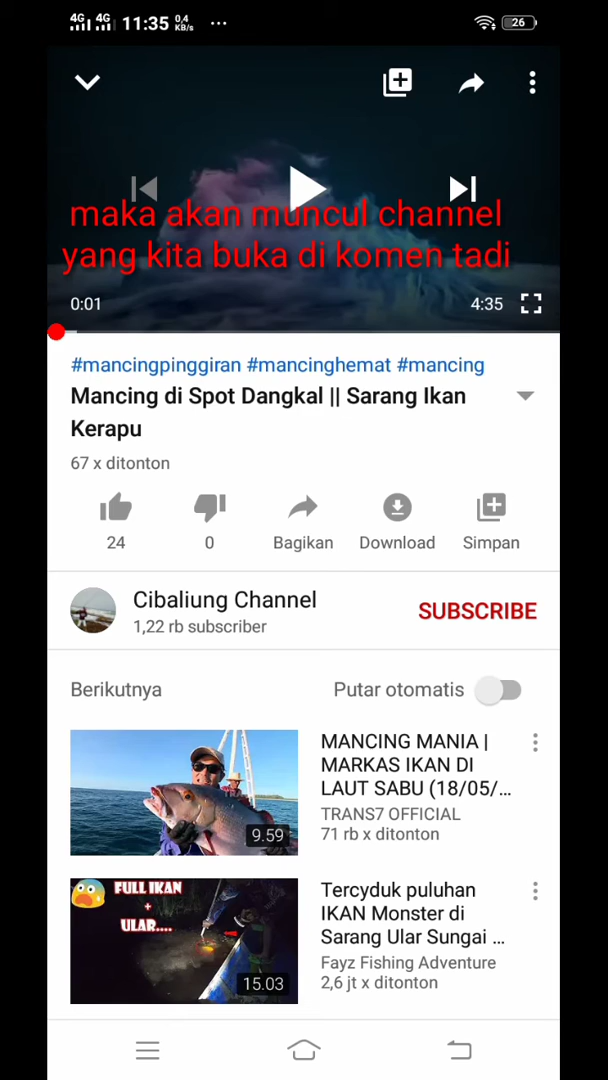 4G 4G 11:35 0,4 KB/s ... 26
maka akan muncul channel
yang kita buka di komen tadi
0:01 4:35
#mancingpinggiran #mancinghemat #mancing
Mancing di Spot Dangkal || Sarang Ikan
Kerapu
67 x ditonton
24 0 Bagikan Download Simpan
Cibaliung Channel
1,22 rb subscriber
SUBSCRIBE
Berikutnya Putar otomatis
9.59
MANCING MANIA |
MARKAS IKAN DI
LAUT SABU (18/05/...
TRANS7 OFFICIAL
71 rb x ditonton
FULL IKAN
+
ULAR....
15.03
Tercyduk puluhan
IKAN Monster di
Sarang Ular Sungai ...
Fayz Fishing Adventure
2,6 jt x ditonton